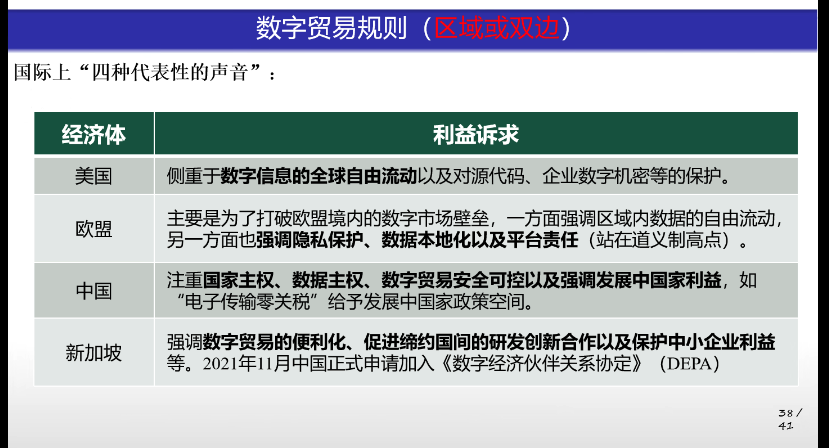 数字贸易规则（区域或双边）
国际上“四种代表性的声音”：
经济体
利益诉求
美国
侧重于数字信息的全球自由流动以及对源代码、企业数字机密等的保护。
欧盟
主要是为了打破欧盟境内的数字市场壁垒，一方面强调区域内数据的自由流动，
另一方面也强调隐私保护、数据本地化以及平台责任（站在道义制高点）。
中国
注重国家主权、数据主权、数字贸易安全可控以及强调发展中国家利益，如
“电子传输零关税”给予发展中国家政策空间。
新加坡
强调数字贸易的便利化、促进缔约国间的研发创新合作以及保护中小企业利益
等。2021年11月中国正式申请加入《数字经济伙伴关系协定》（DEPA）
38/
41